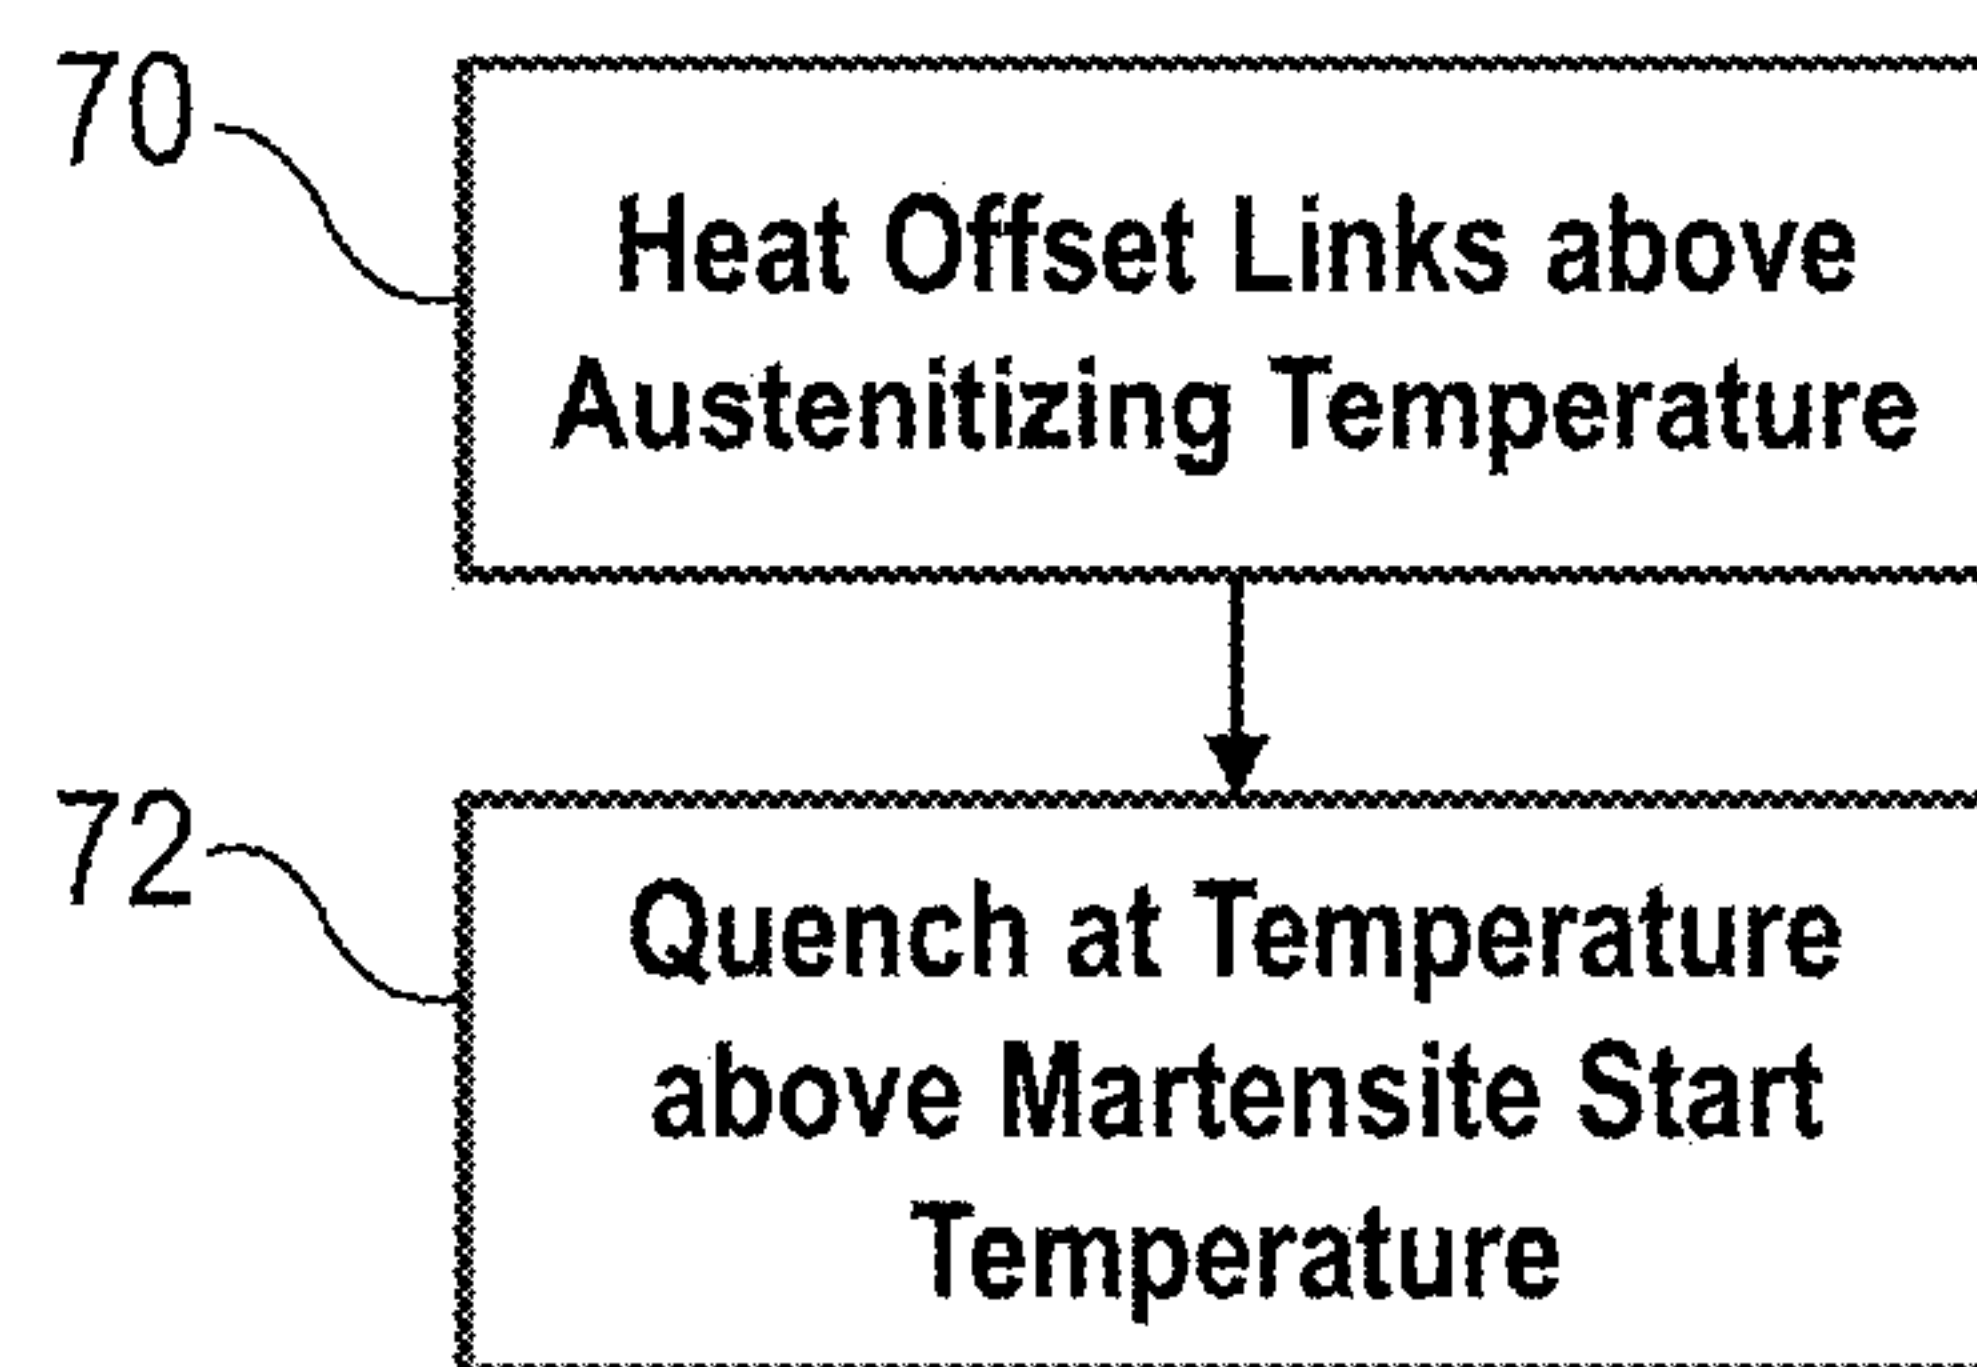 70
Heat Offset Links above
Austenitizing Temperature
72
Quench at Temperature
above Martensite Start
Temperature